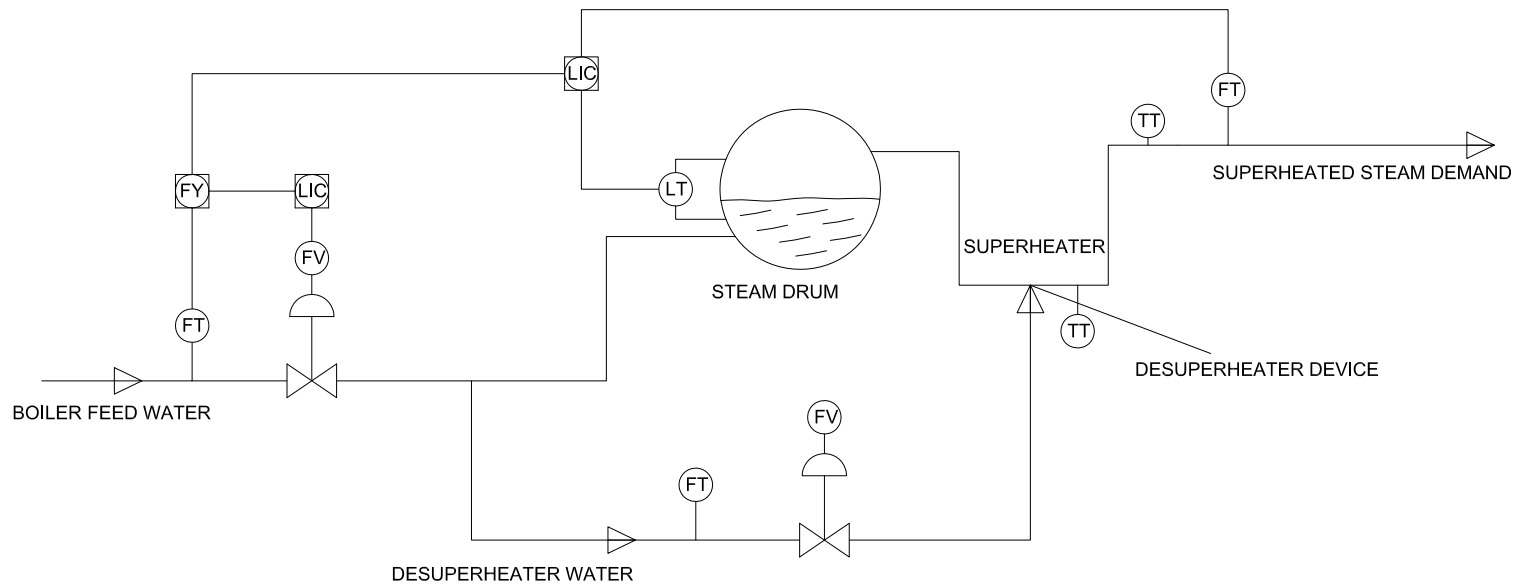 LIC
FT
TT
SUPERHEATED STEAM DEMAND
FY
LIC
LT
FV
SUPERHEATER
STEAM DRUM
FT
TT
DESUPERHEATER DEVICE
BOILER FEED WATER
FV
FT
DESUPERHEATER WATER